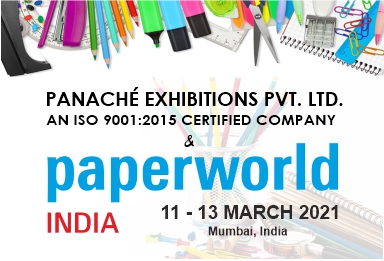 PANACHÉ EXHIBITIONS PVT. LTD.
AN ISO 9001:2015 CERTIFIED COMPANY
&
paperworld
INDIA 11 - 13 MARCH 2021
Mumbai, India